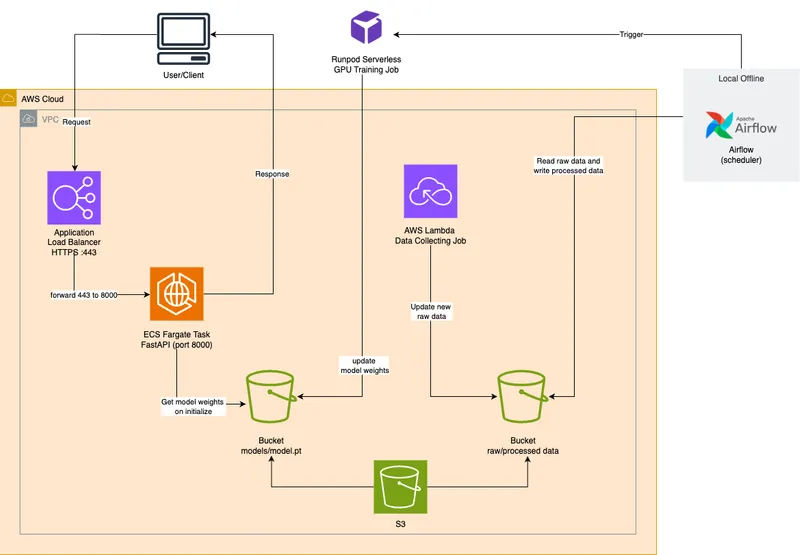 User/Client
Runpod Serverless
GPU Training Job
Trigger
Local Offline
Apache
Airflow
Airflow
(scheduler)
AWS Cloud
VPC
Request
Response
Read raw data and
write processed data
Application
Load Balancer
HTTPS :443
AWS Lambda
Data Collecting Job
forward 443 to 8000
ECS Fargate Task
FastAPI (port 8000)
Update new
raw data
update
model weights
Get model weights
on initialize
Bucket
models/model.pt
Bucket
raw/processed data
S3